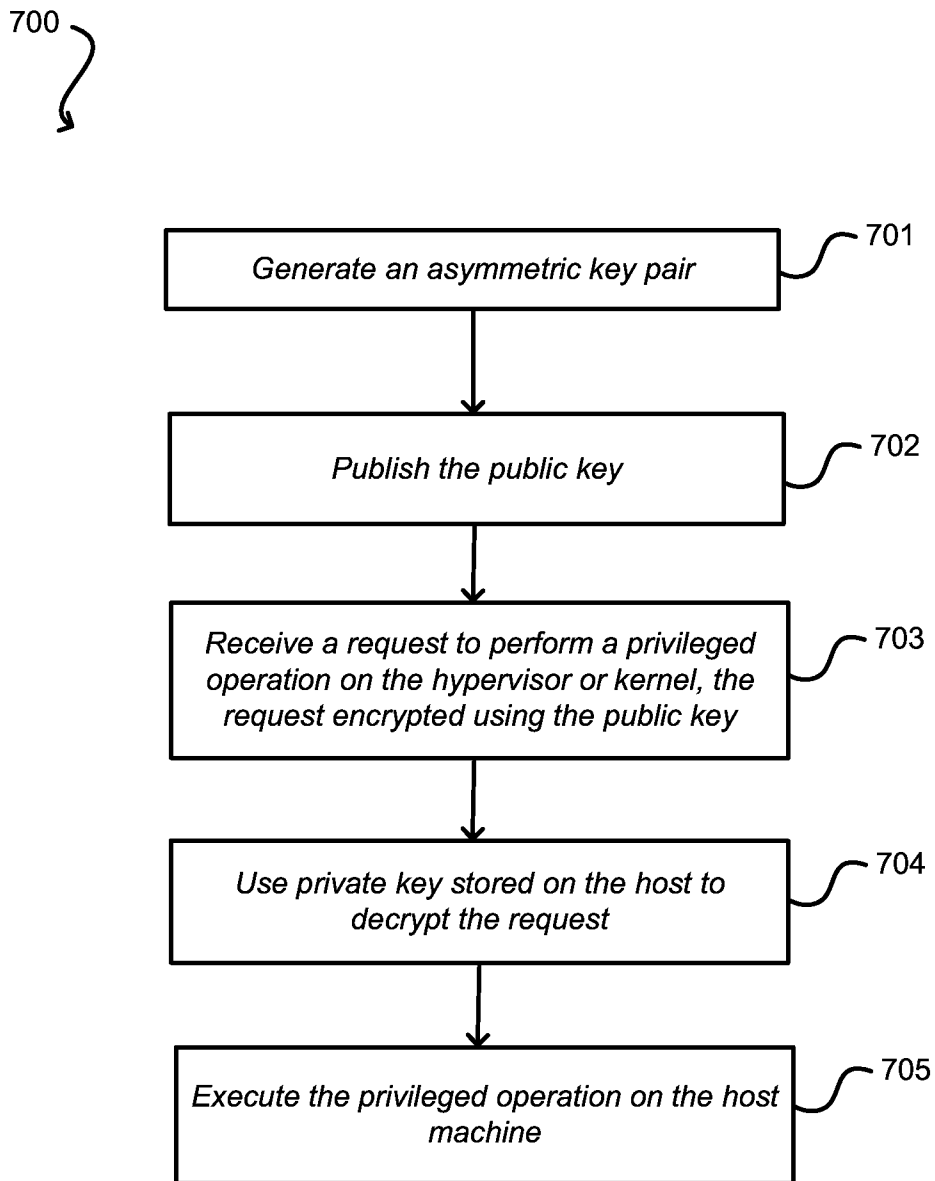 700
701
Generate an asymmetric key pair
702
Publish the public key
703
Receive a request to perform a privileged
operation on the hypervisor or kernel, the
request encrypted using the public key
704
Use private key stored on the host to
decrypt the request
705
Execute the privileged operation on the host
machine